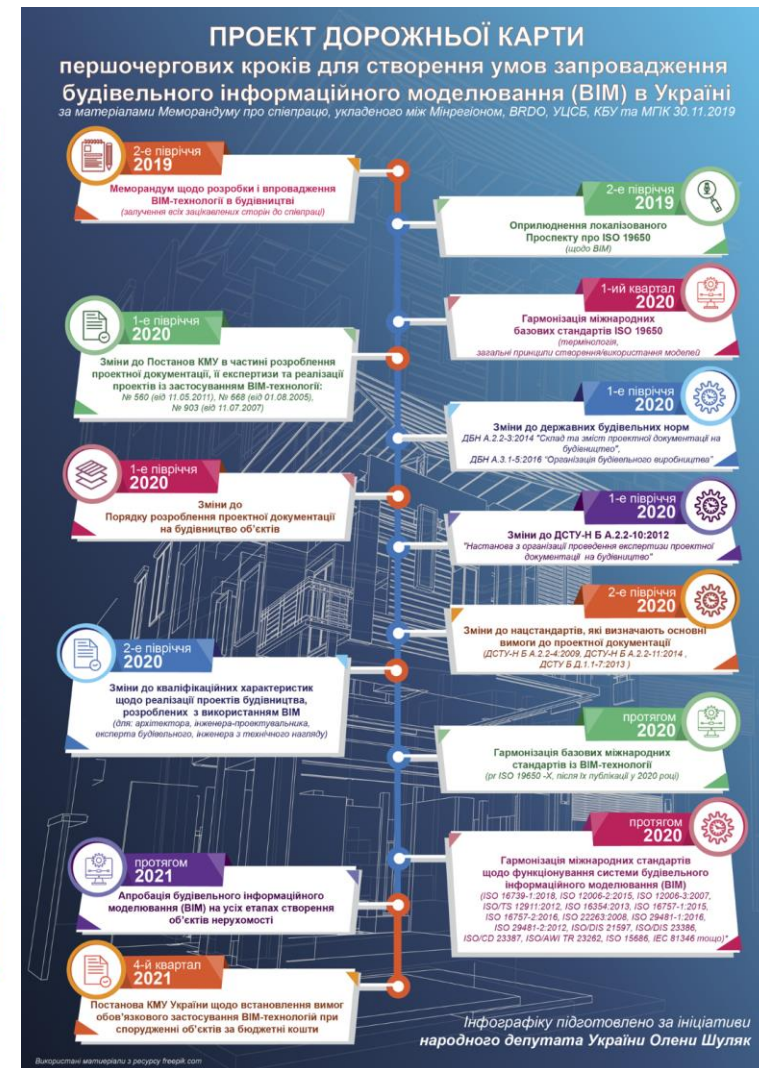 ПРОЕКТ ДОРОЖНЬОЇ КАРТИ
першочергових кроків для створення умов запровадження
будівельного інформаційного моделювання (BIM) в Україні
за матеріалами Меморандуму про співпрацю, укладеного між Мінрегіоном, BRDO, УЦСБ, КБУ та МГІК 30.11.2019
2-е півріччя
2019
Меморандум щодо розробки і впровадження
BIM-технології в будівництві
(залучення всіх зацікавлених сторін до співпраці)
2-е півріччя
2019
Оприлюднення локалізованого
Проспекту про ISO 19650
(щодо BIM)
1-ий квартал
2020
Гармонізація міжнародних
базових стандартів ISO 19650
(термінологія,
загальні принципи створення/використання моделей
1-е півріччя
2020
Зміни до Постанов КМУ в частині розроблення
проектної документації, її експертизи та реалізації
проектів із застосуванням BIM-технології:
№ 560 (від 11.05.2011), № 668 (від 01.08.2005),
№ 903 (від 11.07.2007)
1-е півріччя
2020
Зміни до державних будівельних норм
ДБН А.2.2-3:2014 "Склад та зміст проектної документації на
будівництво",
ДБН А.3.1-5:2016 "Організація будівельного виробництва"
1-е півріччя
2020
Зміни до
Порядку розроблення проектної документації
на будівництво об'єктів
1-е півріччя
2020
Зміни до ДСТУ-Н Б А.2.2-10:2012
"Настанова з організації проведення експертизи проектної
документації на будівництво"
2-е півріччя
2020
Зміни до нацстандартів, які визначають основні
вимоги до проектної документації
(ДСТУ-Н Б А.2.2-4:2009, ДСТУ-Н Б А.2.2-11:2014 ,
ДСТУ Б Д.1.1-7:2013 )
2-е півріччя
2020
Зміни до кваліфікаційних характеристик
щодо реалізації проектів будівництва,
розроблених з використанням BIM
(для: архітектора, інженера-проектувальника,
експерта будівельного, інженера з технічного нагляду)
протягом
2020
Гармонізація базових міжнародних
стандартів із BIM-технології
(pr ISO 19650 -X, після їх публікації у 2020 році)
протягом
2020
Гармонізація міжнародних стандартів
щодо функціонування системи будівельного
інформаційного моделювання (BIM)
(ISO 16739-1:2018, ISO 12006-2:2015, ISO 12006-3:2007,
ISO/TS 12911:2012, ISO 16354:2013, ISO 16757-1:2015,
ISO 16757-2:2016, ISO 22263:2008, ISO 29481-1:2016,
ISO 29481-2:2012, ISO/DIS 21597, ISO/DIS 23386,
ISO/CD 23387, ISO/AWI TR 23262, ISO 15686, IEC 81346 тощо)*
протягом
2021
Апробація будівельного інформаційного
моделювання (BIM) на усіх етапах створення
об'єктів нерухомості
4-й квартал
2021
Постанова КМУ України щодо встановлення вимог
обов'язкового застосування BIM-технологій при
спорудженні об'єктів за бюджетні кошти
Інфографіку підготовлено за ініціативи
народного депутата України Олени Шуляк
Використані матиеріали з ресурсу freepik.com